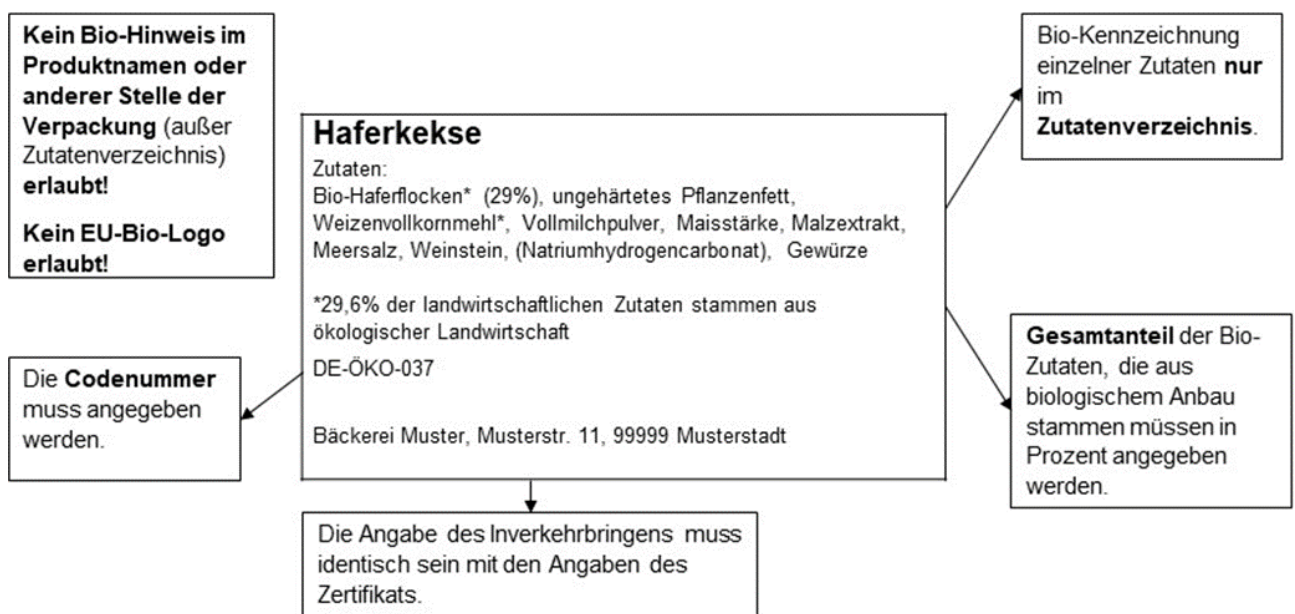 Kein Bio-Hinweis im
Produktnamen oder
anderer Stelle der
Verpackung (außer
Zutatenverzeichnis)
erlaubt!
Kein EU-Bio-Logo
erlaubt!
Bio-Kennzeichnung
einzelner Zutaten nur
im
Zutatenverzeichnis.
Haferkekse
Zutaten:
Bio-Haferflocken* (29%), ungehärtetes Pflanzenfett,
Weizenvollkornmehl*, Vollmilchpulver, Maisstärke, Malzextrakt,
Meersalz, Weinstein, (Natriumhydrogencarbonat), Gewürze
*29,6% der landwirtschaftlichen Zutaten stammen aus
ökologischer Landwirtschaft
DE-ÖKO-037
Bäckerei Muster, Musterstr. 11, 99999 Musterstadt
Die Codenummer
muss angegeben
werden.
Gesamtanteil der Bio-
Zutaten, die aus
biologischem Anbau
stammen müssen in
Prozent angegeben
werden.
Die Angabe des Inverkehrbringens muss
identisch sein mit den Angaben des
Zertifikats.